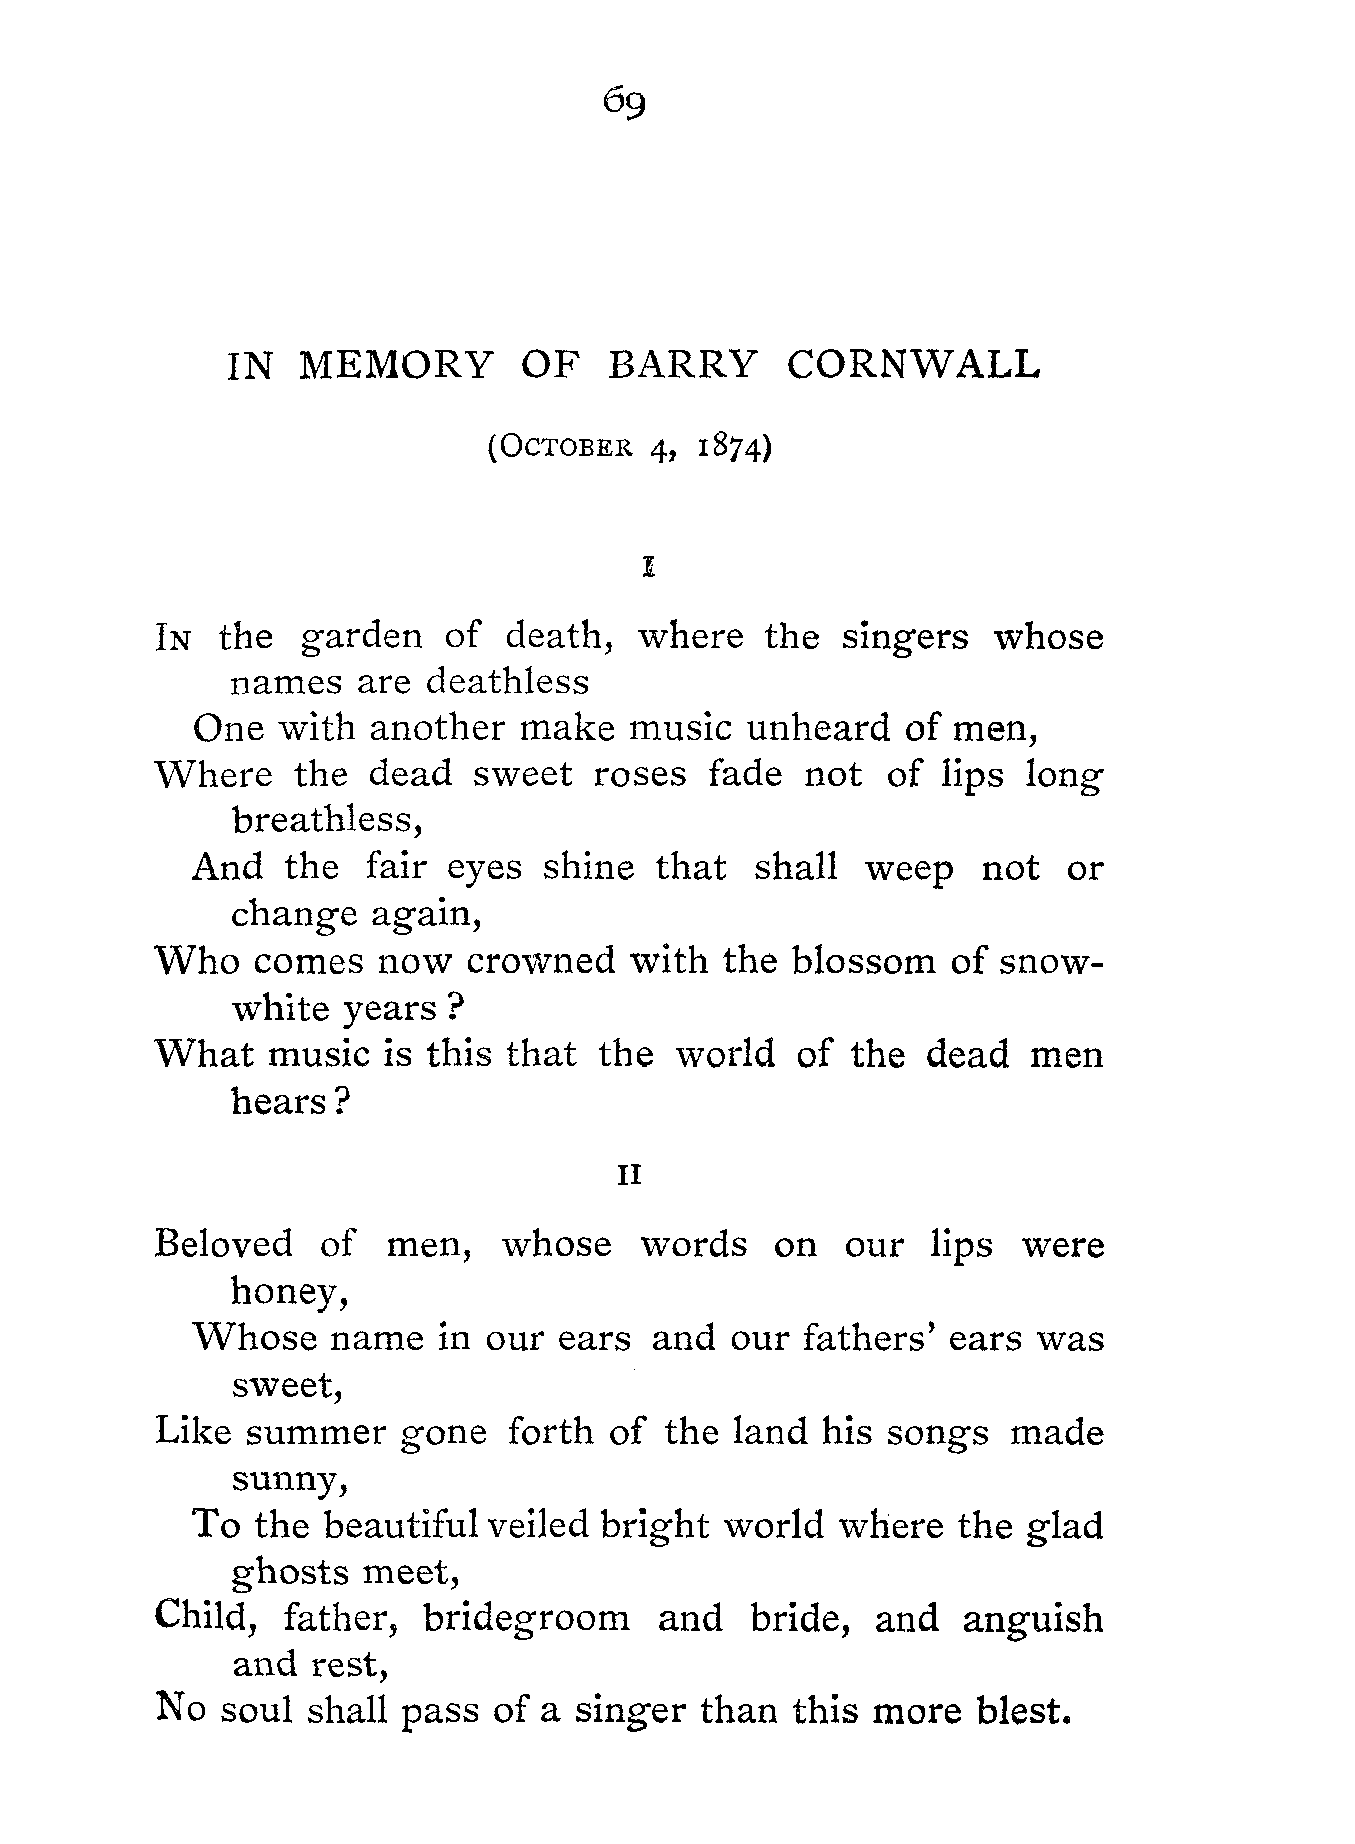 69
IN MEMORY OF BARRY CORNWALL
(OCTOBER 4, 1874)
I
IN the garden of death, where the singers whose
names are deathless
One with another make music unheard of men,
Where the dead sweet roses fade not of lips long
breathless,
And the fair eyes shine that shall weep not or
change again,
Who comes now crowned with the blossom of snow-
white years ?
What music is this that the world of the dead men
hears ?
II
Beloved of men, whose words on our lips were
honey,
Whose name in our ears and our fathers' ears was
sweet,
Like summer gone forth of the land his songs made
sunny,
To the beautiful veiled bright world where the glad
ghosts meet,
Child, father, bridegroom and bride, and anguish
and rest,
No soul shall pass of a singer than this more blest.